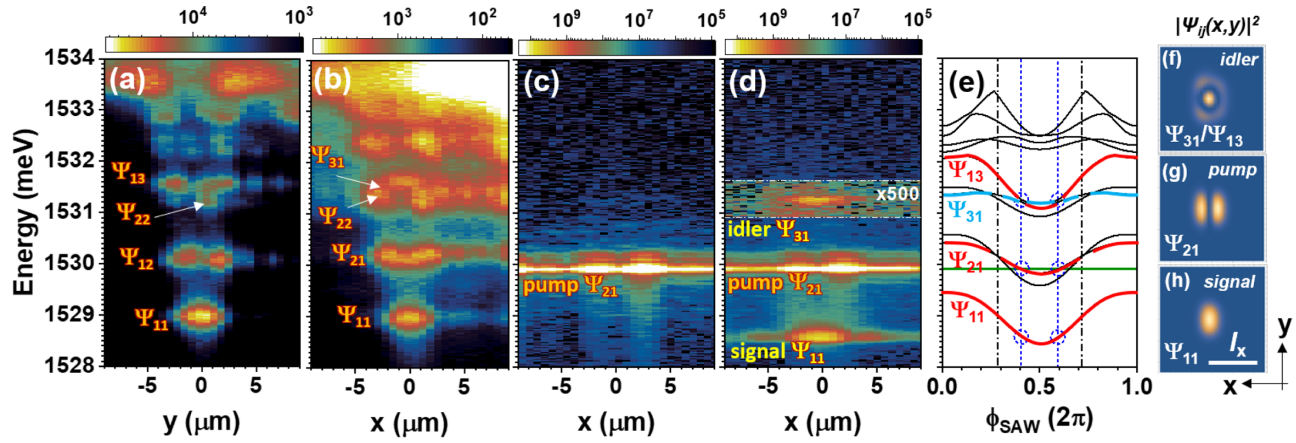 10⁴ 10³
10³ 10²
10⁹ 10⁷ 10⁵
10⁹ 10⁷ 10⁵
|Ψij(x,y)|²
Energy (meV)
1534
1533
1532
1531
1530
1529
1528
(a)
Ψ13
Ψ22
Ψ12
Ψ11
-5 0 5
y (μm)
(b)
Ψ31
Ψ22
Ψ21
Ψ11
-5 0 5
x (μm)
(c)
pump Ψ21
-5 0 5
x (μm)
(d)
x500
idler Ψ31
pump Ψ21
signal Ψ11
-5 0 5
x (μm)
(e)
Ψ13
Ψ31
Ψ21
Ψ11
0.0 0.5 1.0
ϕSAW (2π)
(f) idler
Ψ31/Ψ13
(g) pump
Ψ21
(h) signal
Ψ11 lx
y
x